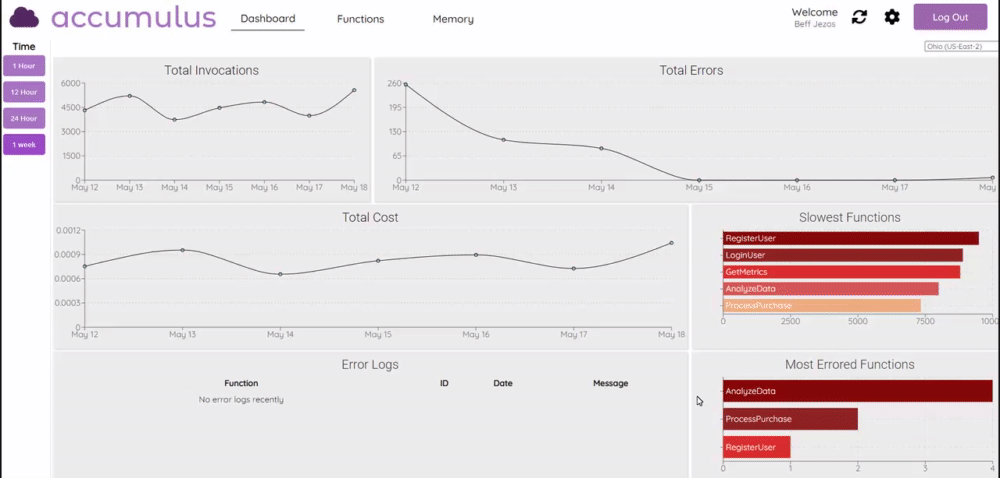 accumulus
Dashboard
Functions
Memory
Welcome
Beff Jezos
Log Out
Ohio (US-East-2)
Time
1 Hour
12 Hour
24 Hour
1 week
Total Invocations
6000
4500
3000
1500
0
May 12 May 13 May 14 May 15 May 16 May 17 May 18
Total Errors
260
195
130
65
0
May 12 May 13 May 14 May 15 May 16 May 17 May
Total Cost
0.0012
0.0009
0.0006
0.0003
0
May 12 May 13 May 14 May 15 May 16 May 17 May 18
Slowest Functions
RegisterUser
LoginUser
GetMetrics
AnalyzeData
ProcessPurchase
0 2500 5000 7500 1000
Error Logs
Function ID Date Message
No error logs recently
Most Errored Functions
AnalyzeData
ProcessPurchase
RegisterUser
0 1 2 3 4